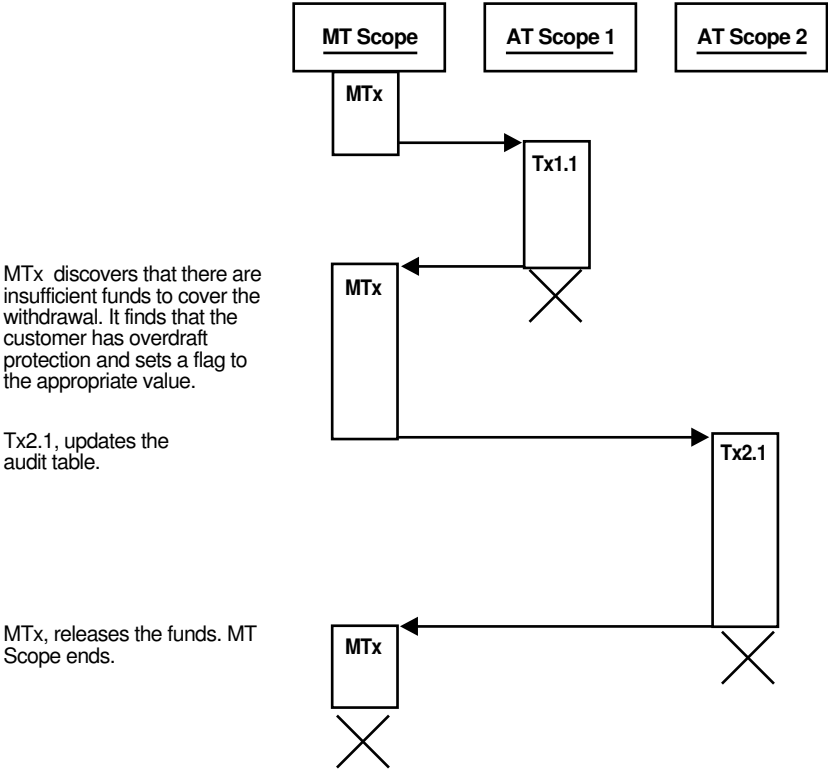 MT Scope
AT Scope 1
AT Scope 2
MTx
Tx1.1
MTx discovers that there are
insufficient funds to cover the
withdrawal. It finds that the
customer has overdraft
protection and sets a flag to
the appropriate value.
MTx
Tx2.1, updates the
audit table.
Tx2.1
MTx, releases the funds. MT
Scope ends.
MTx